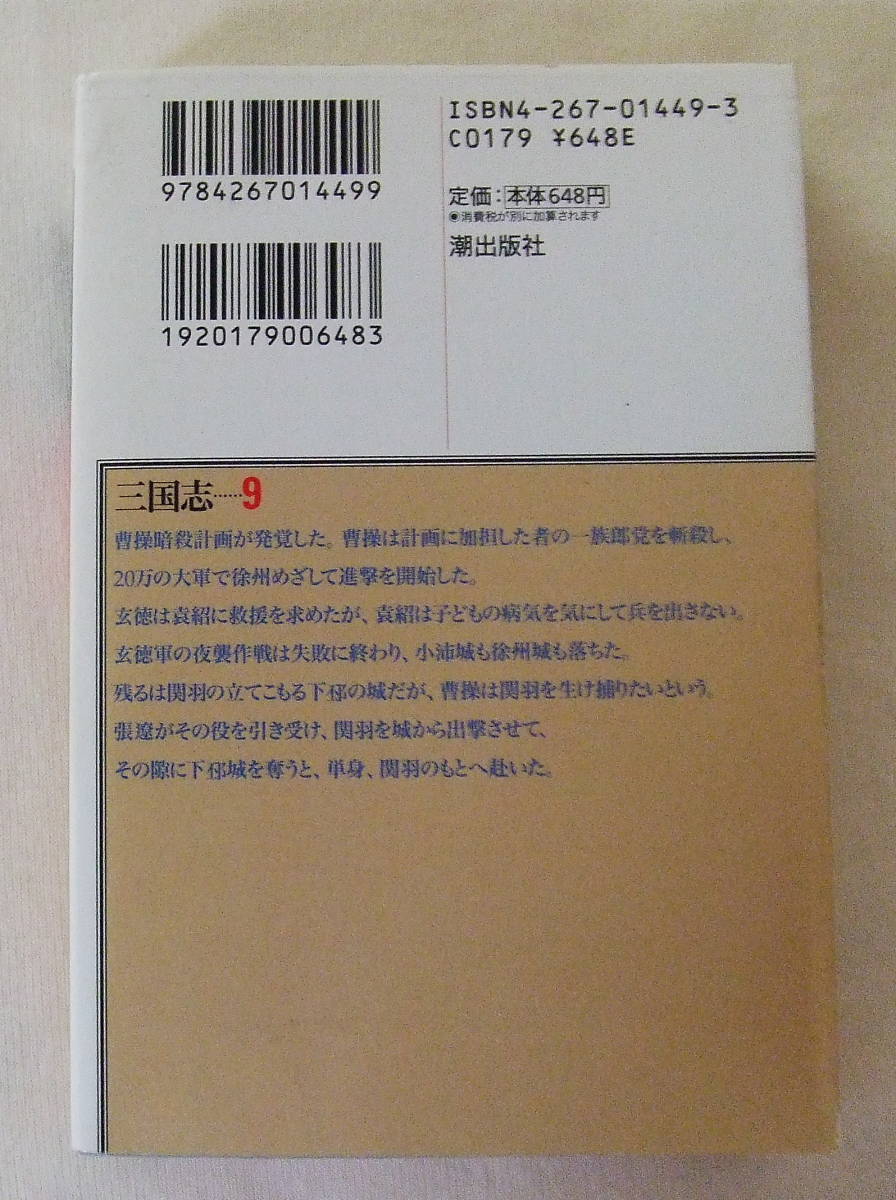 9784267014499
1920179006483
ISBN4-267-01449-3
C0179 ¥648E
定価：本体648円
●消費税が別に加算されます
潮出版社
三国志……9
曹操暗殺計画が発覚した。曹操は計画に加担した者の一族郎党を斬殺し、
20万の大軍で徐州めざして進撃を開始した。
玄徳は袁紹に救援を求めたが、袁紹は子どもの病気を気にして兵を出さない。
玄徳軍の夜襲作戦は失敗に終わり、小沛城も徐州城も落ちた。
残るは関羽の立てこもる下邳の城だが、曹操は関羽を生け捕りたいという。
張遼がその役を引き受け、関羽を城から出撃させて、
その隙に下邳城を奪うと、単身、関羽のもとへ赴いた。